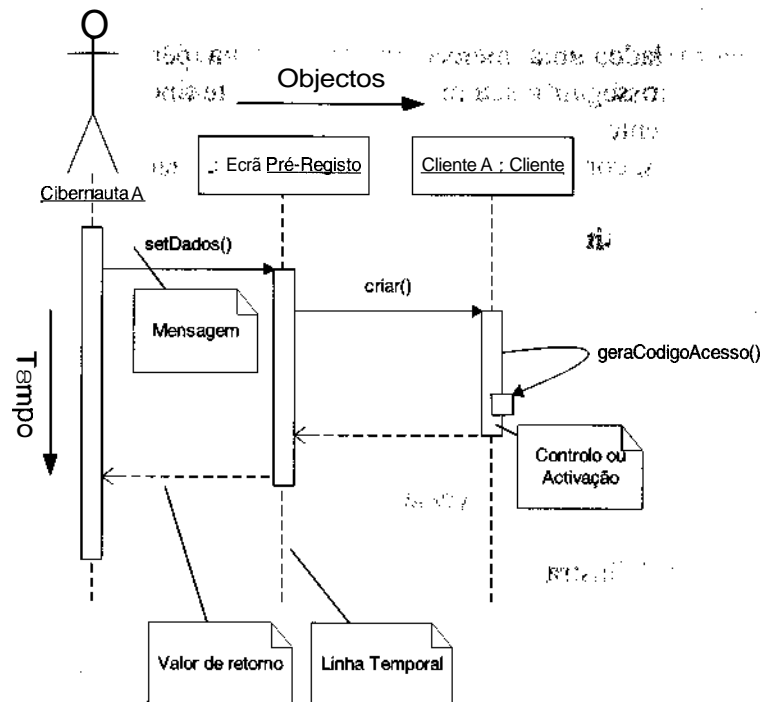 Objectos
: Ecrã Pré-Registo
Cliente A : Cliente
Cibernauta A
setDados()
criar()
Mensagem
geraCodigoAcesso()
Tempo
Controlo ou
Activação
Valor de retorno
Linha Temporal